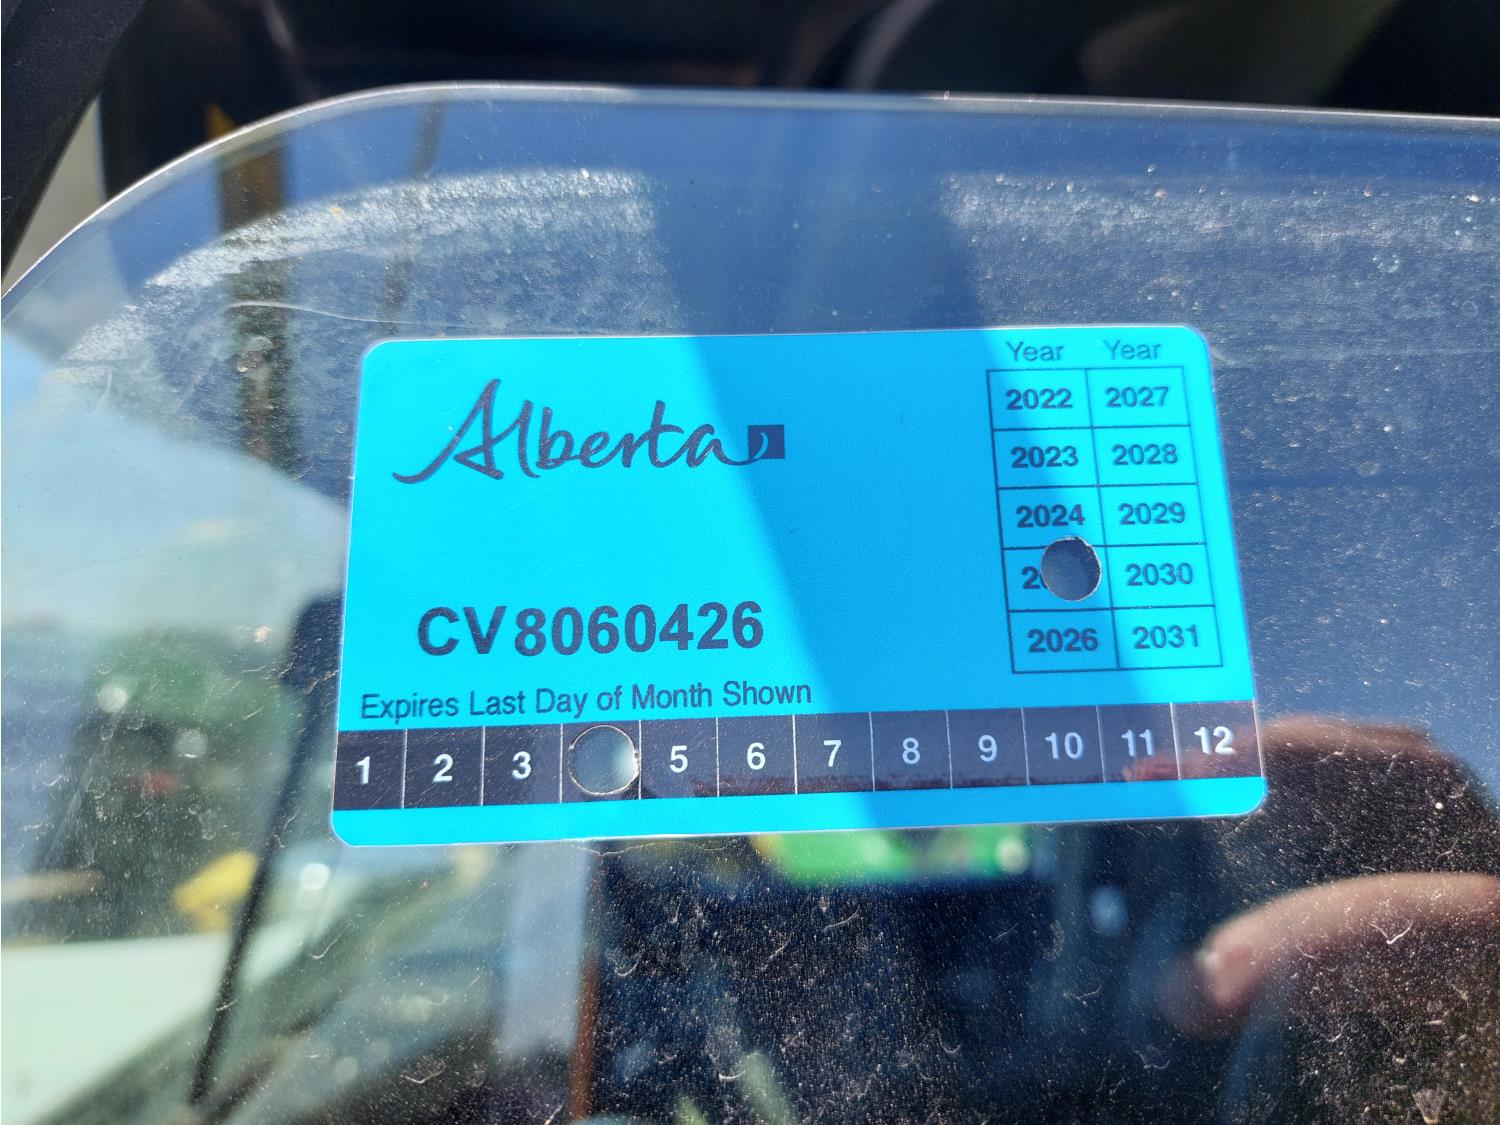 Alberta
Year Year
2022 2027
2023 2028
2024 2029
2030
2026 2031
CV8060426
Expires Last Day of Month Shown
1 2 3 5 6 7 8 9 10 11 12